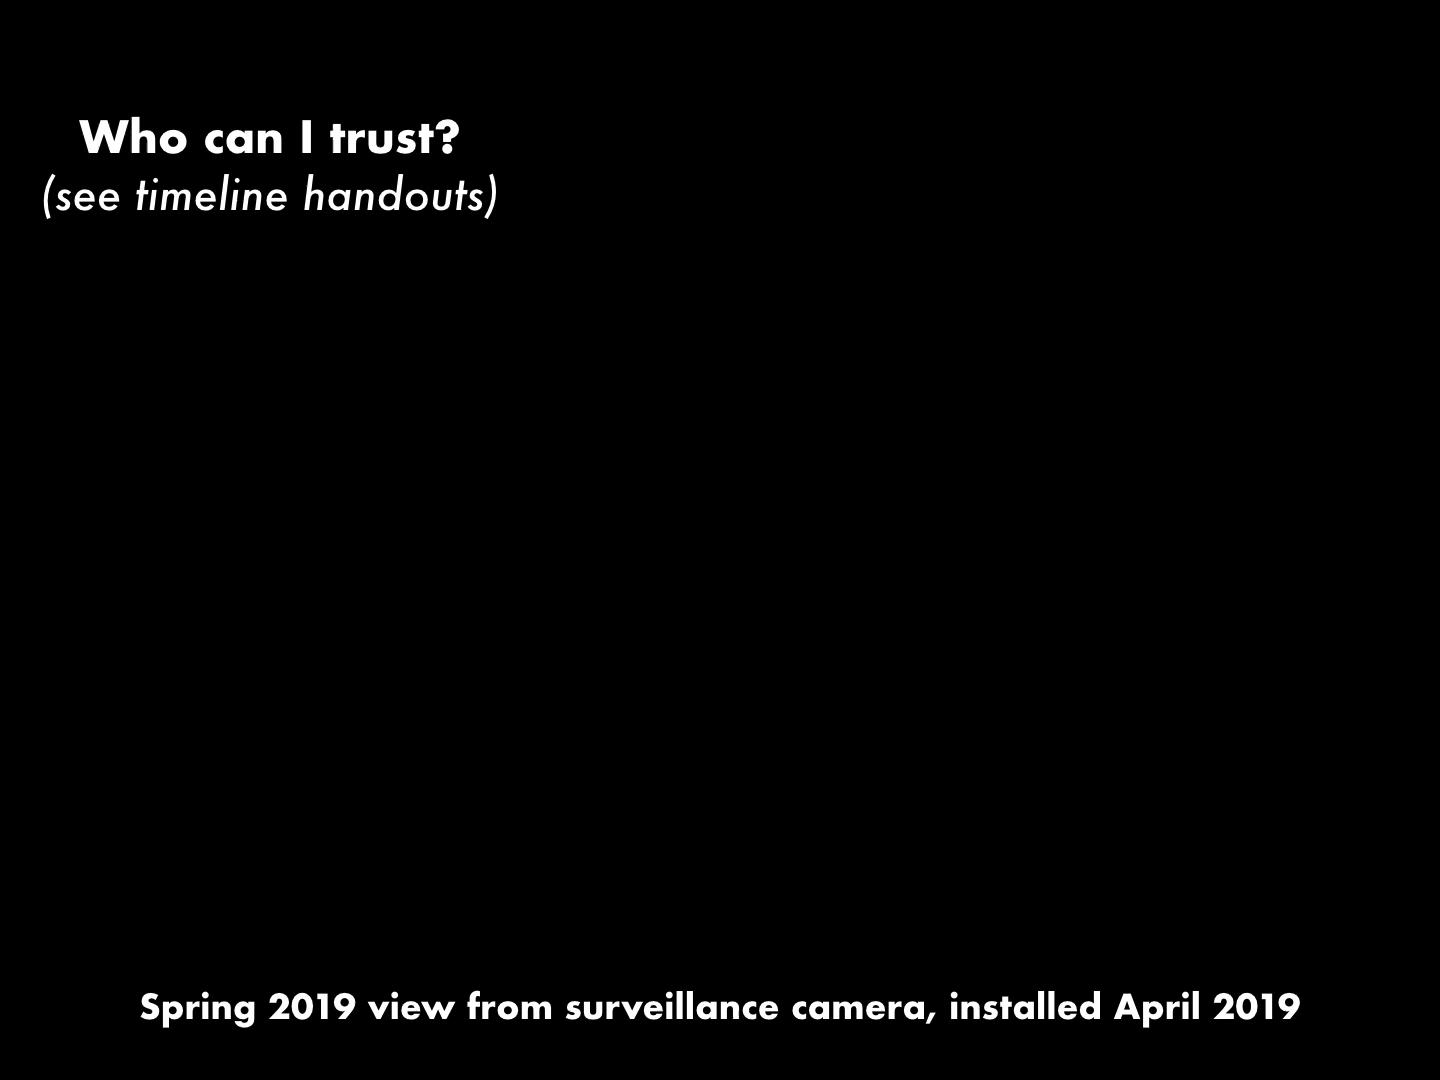 Who can I trust?
(see timeline handouts)
Spring 2019 view from surveillance camera, installed April 2019